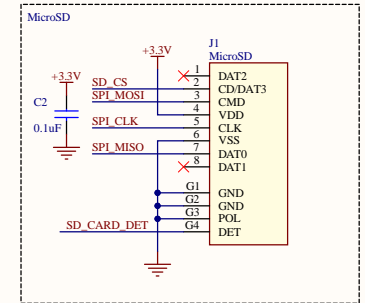 MicroSD
J1
MicroSD
+3.3V
+3.3V
C2
0.1uF
SD_CS
SPI_MOSI
SPI_CLK
SPI_MISO
SD_CARD_DET
1 DAT2
2 CD/DAT3
3 CMD
4 VDD
5 CLK
6 VSS
7 DAT0
8 DAT1
G1 GND
G2 GND
G3 POL
G4 DET